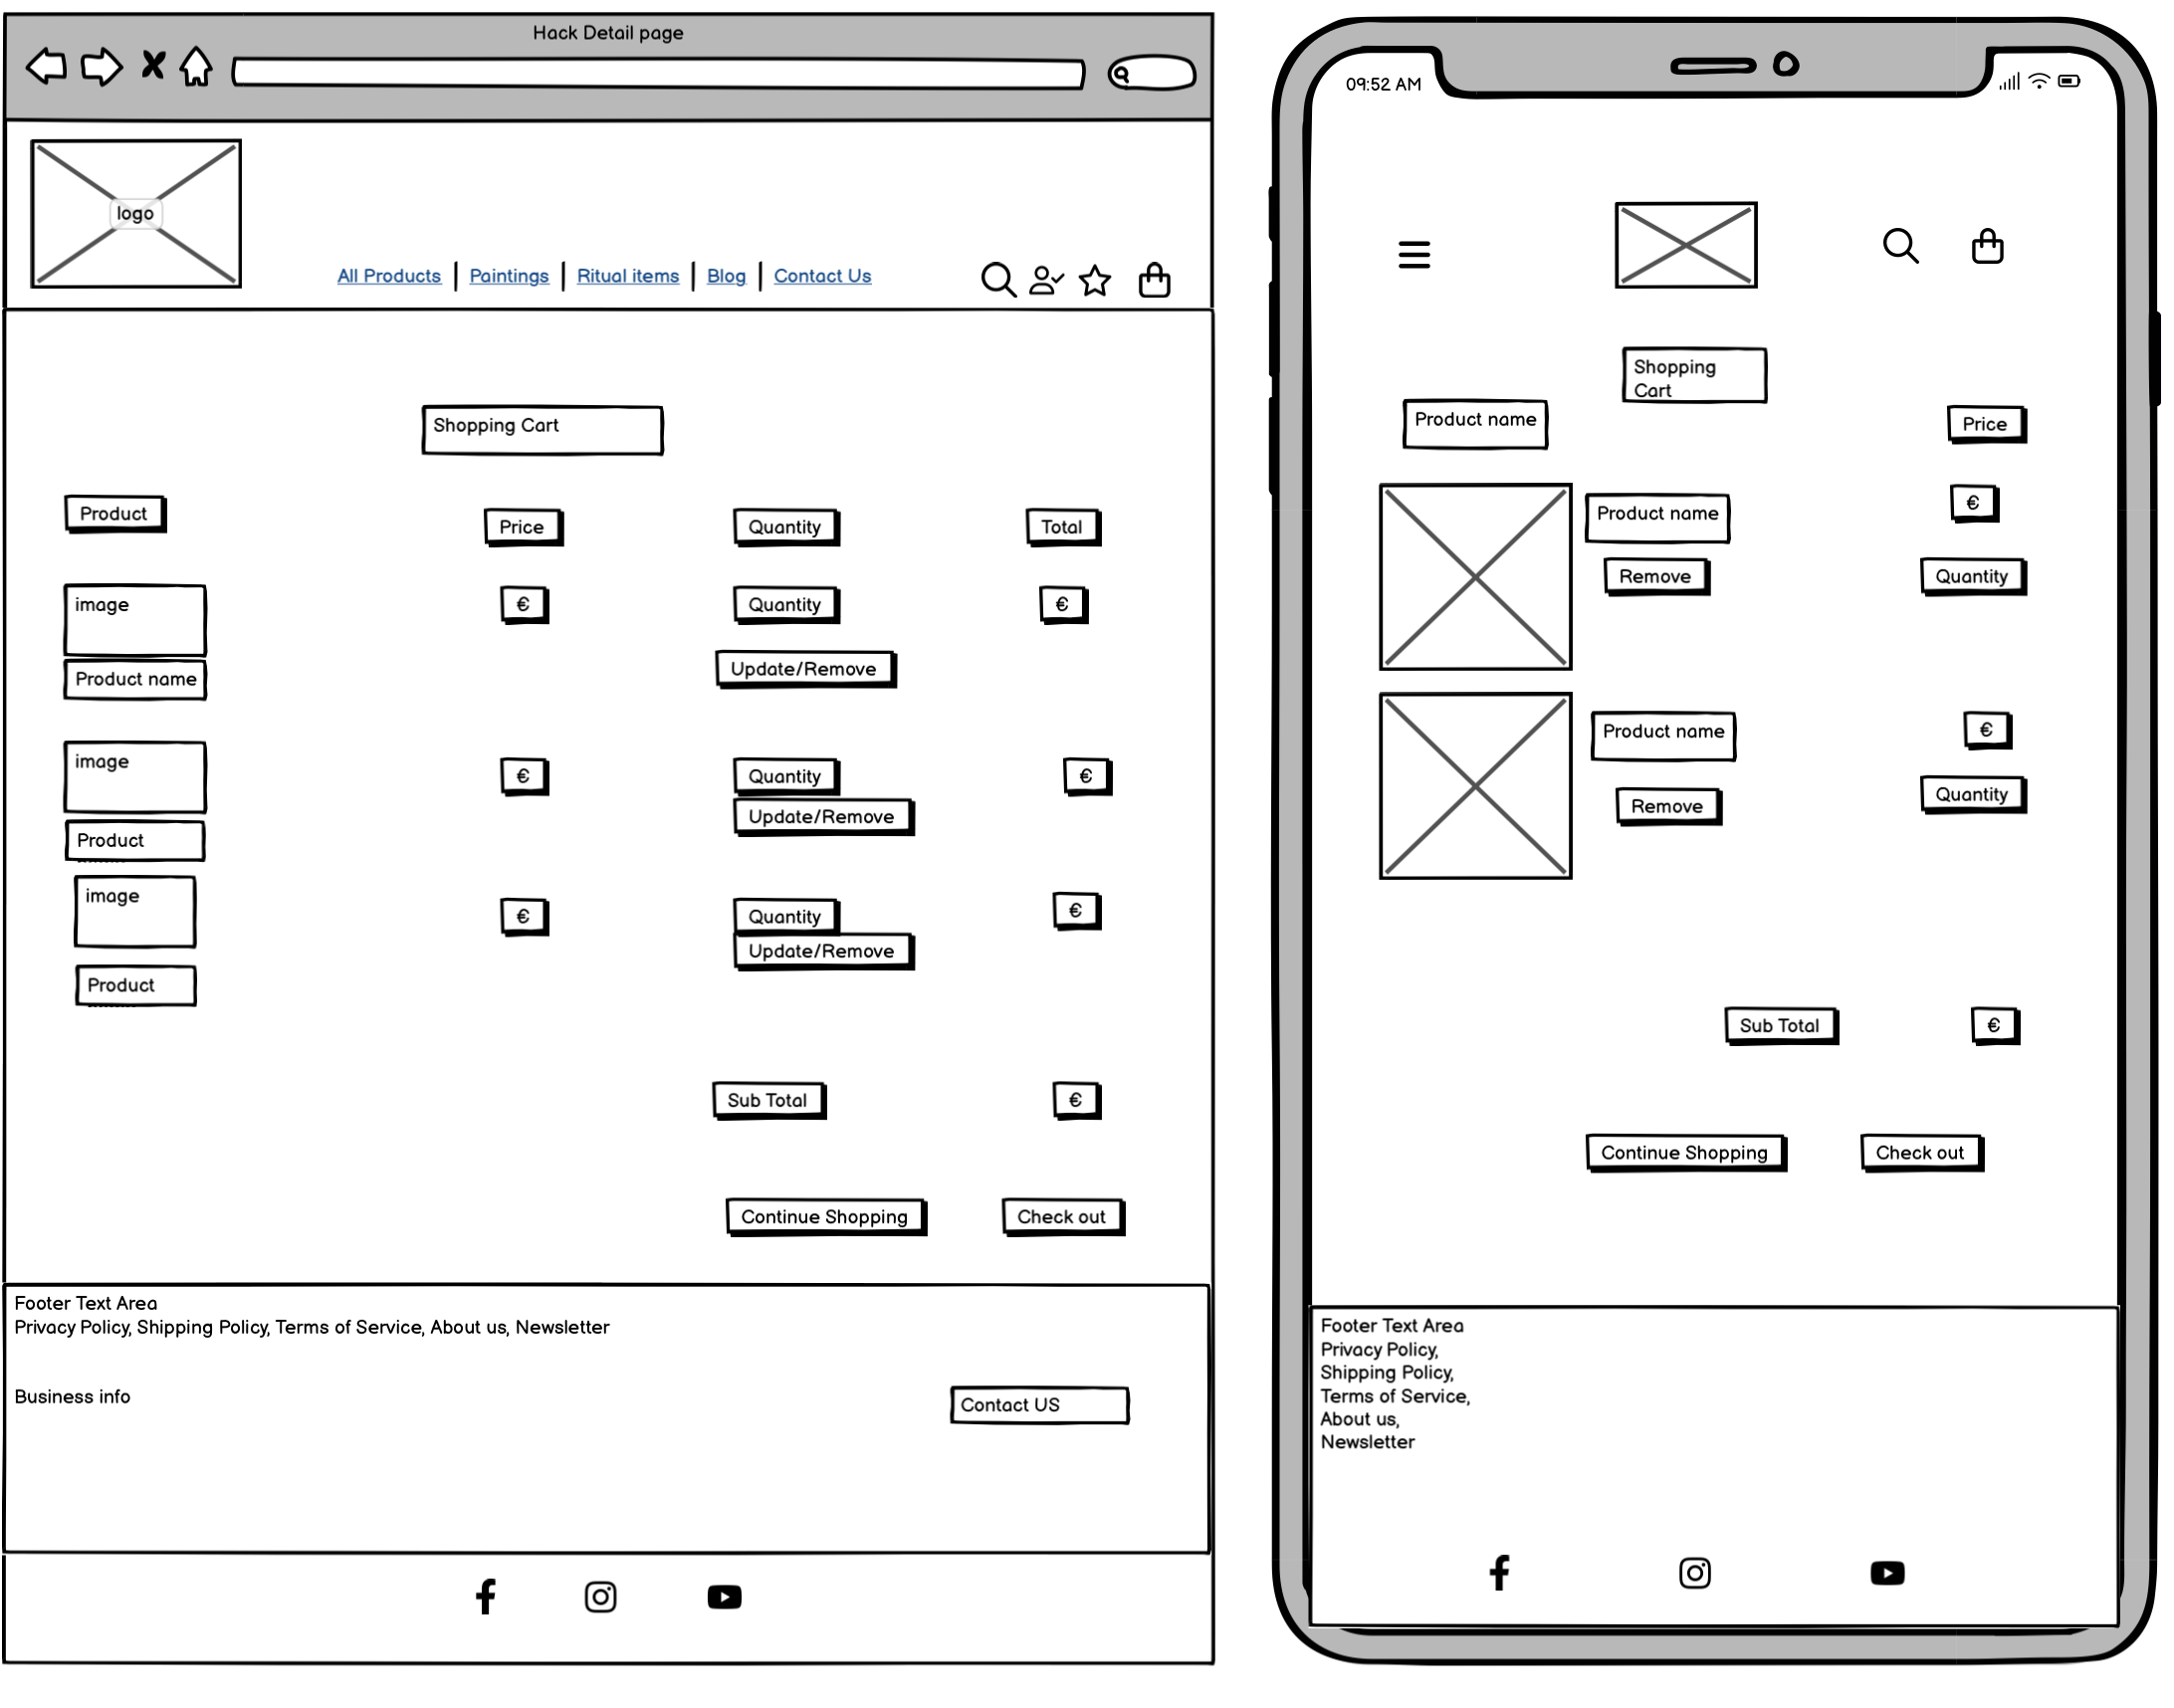 Hack Detail page
logo
All Products | Paintings | Ritual items | Blog | Contact Us
Shopping Cart
Product Price Quantity Total
image € Quantity €
Product name Update/Remove
image € Quantity €
Product Update/Remove
image € Quantity €
Product Update/Remove
Sub Total €
Continue Shopping Check out
Footer Text Area
Privacy Policy, Shipping Policy, Terms of Service, About us, Newsletter
Business info
Contact US
09:52 AM
Shopping
Cart
Product name Price
Product name €
Remove Quantity
Product name €
Remove Quantity
Sub Total €
Continue Shopping Check out
Footer Text Area
Privacy Policy,
Shipping Policy,
Terms of Service,
About us,
Newsletter